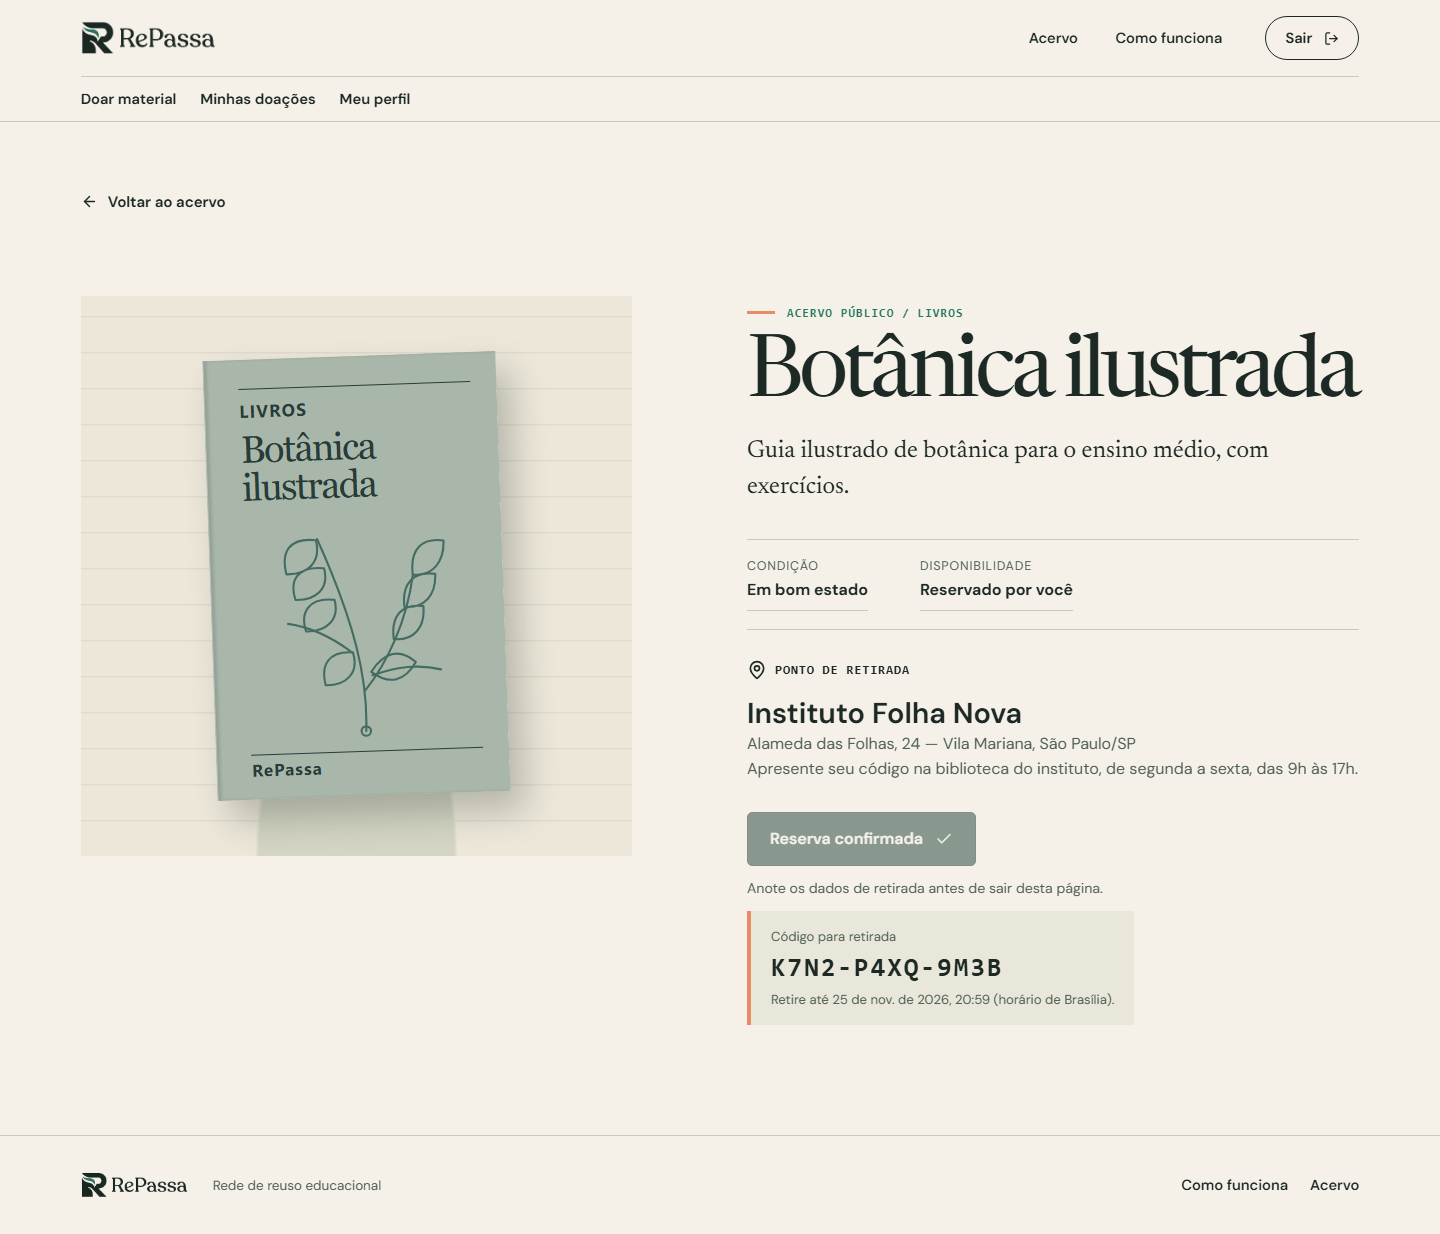 RePassa
Acervo
Como funciona
Sair
Doar material
Minhas doações
Meu perfil
Voltar ao acervo
LIVROS
Botânica
ilustrada
RePassa
ACERVO PÚBLICO / LIVROS
Botânica ilustrada
Guia ilustrado de botânica para o ensino médio, com
exercícios.
CONDIÇÃO
Em bom estado
DISPONIBILIDADE
Reservado por você
PONTO DE RETIRADA
Instituto Folha Nova
Alameda das Folhas, 24 — Vila Mariana, São Paulo/SP
Apresente seu código na biblioteca do instituto, de segunda a sexta, das 9h às 17h.
Reserva confirmada
Anote os dados de retirada antes de sair desta página.
Código para retirada
K7N2-P4XQ-9M3B
Retire até 25 de nov. de 2026, 20:59 (horário de Brasília).
RePassa
Rede de reuso educacional
Como funciona
Acervo